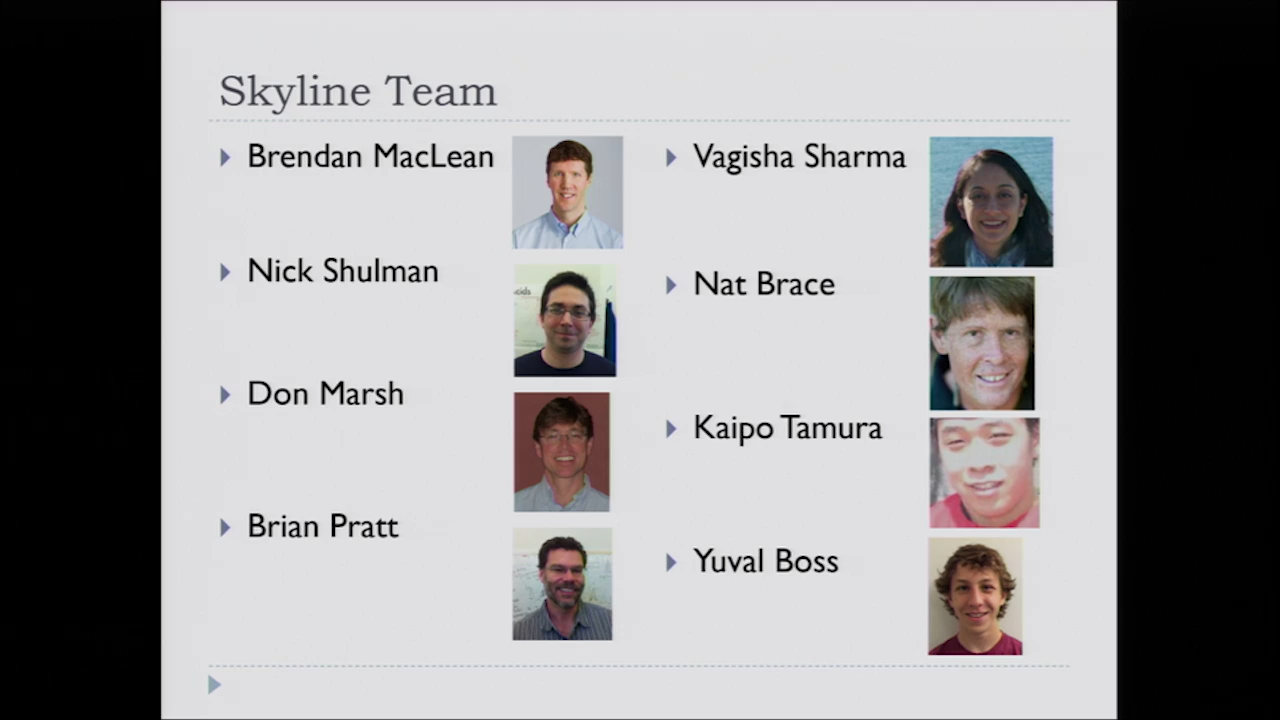 Skyline Team
Brendan MacLean
Nick Shulman
Don Marsh
Brian Pratt
Vagisha Sharma
Nat Brace
Kaipo Tamura
Yuval Boss